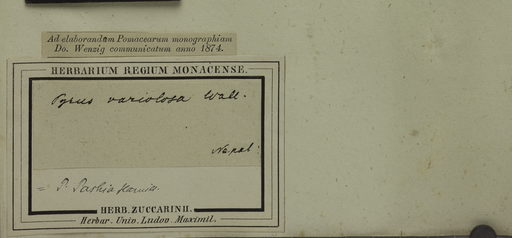 Ad elaborandam Pomacearum monographiam
Do. Wenzig communicatum anno 1874.
HERBARIUM REGIUM MONACENSE.
Pyrus variolosa Wall.
Napal.
= P. Pashia
HERB. ZUCCARINII.
Herbar. Univ. Ludov. Maximil.